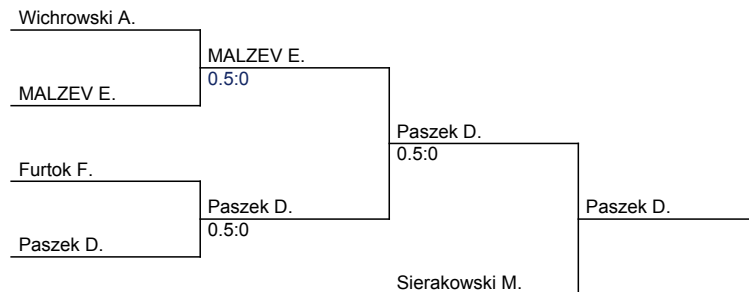 Wichrowski A.
MALZEV E.
0.5:0
MALZEV E.
Paszek D.
0.5:0
Furtok F.
Paszek D.
Paszek D.
0.5:0
Paszek D.
Sierakowski M.